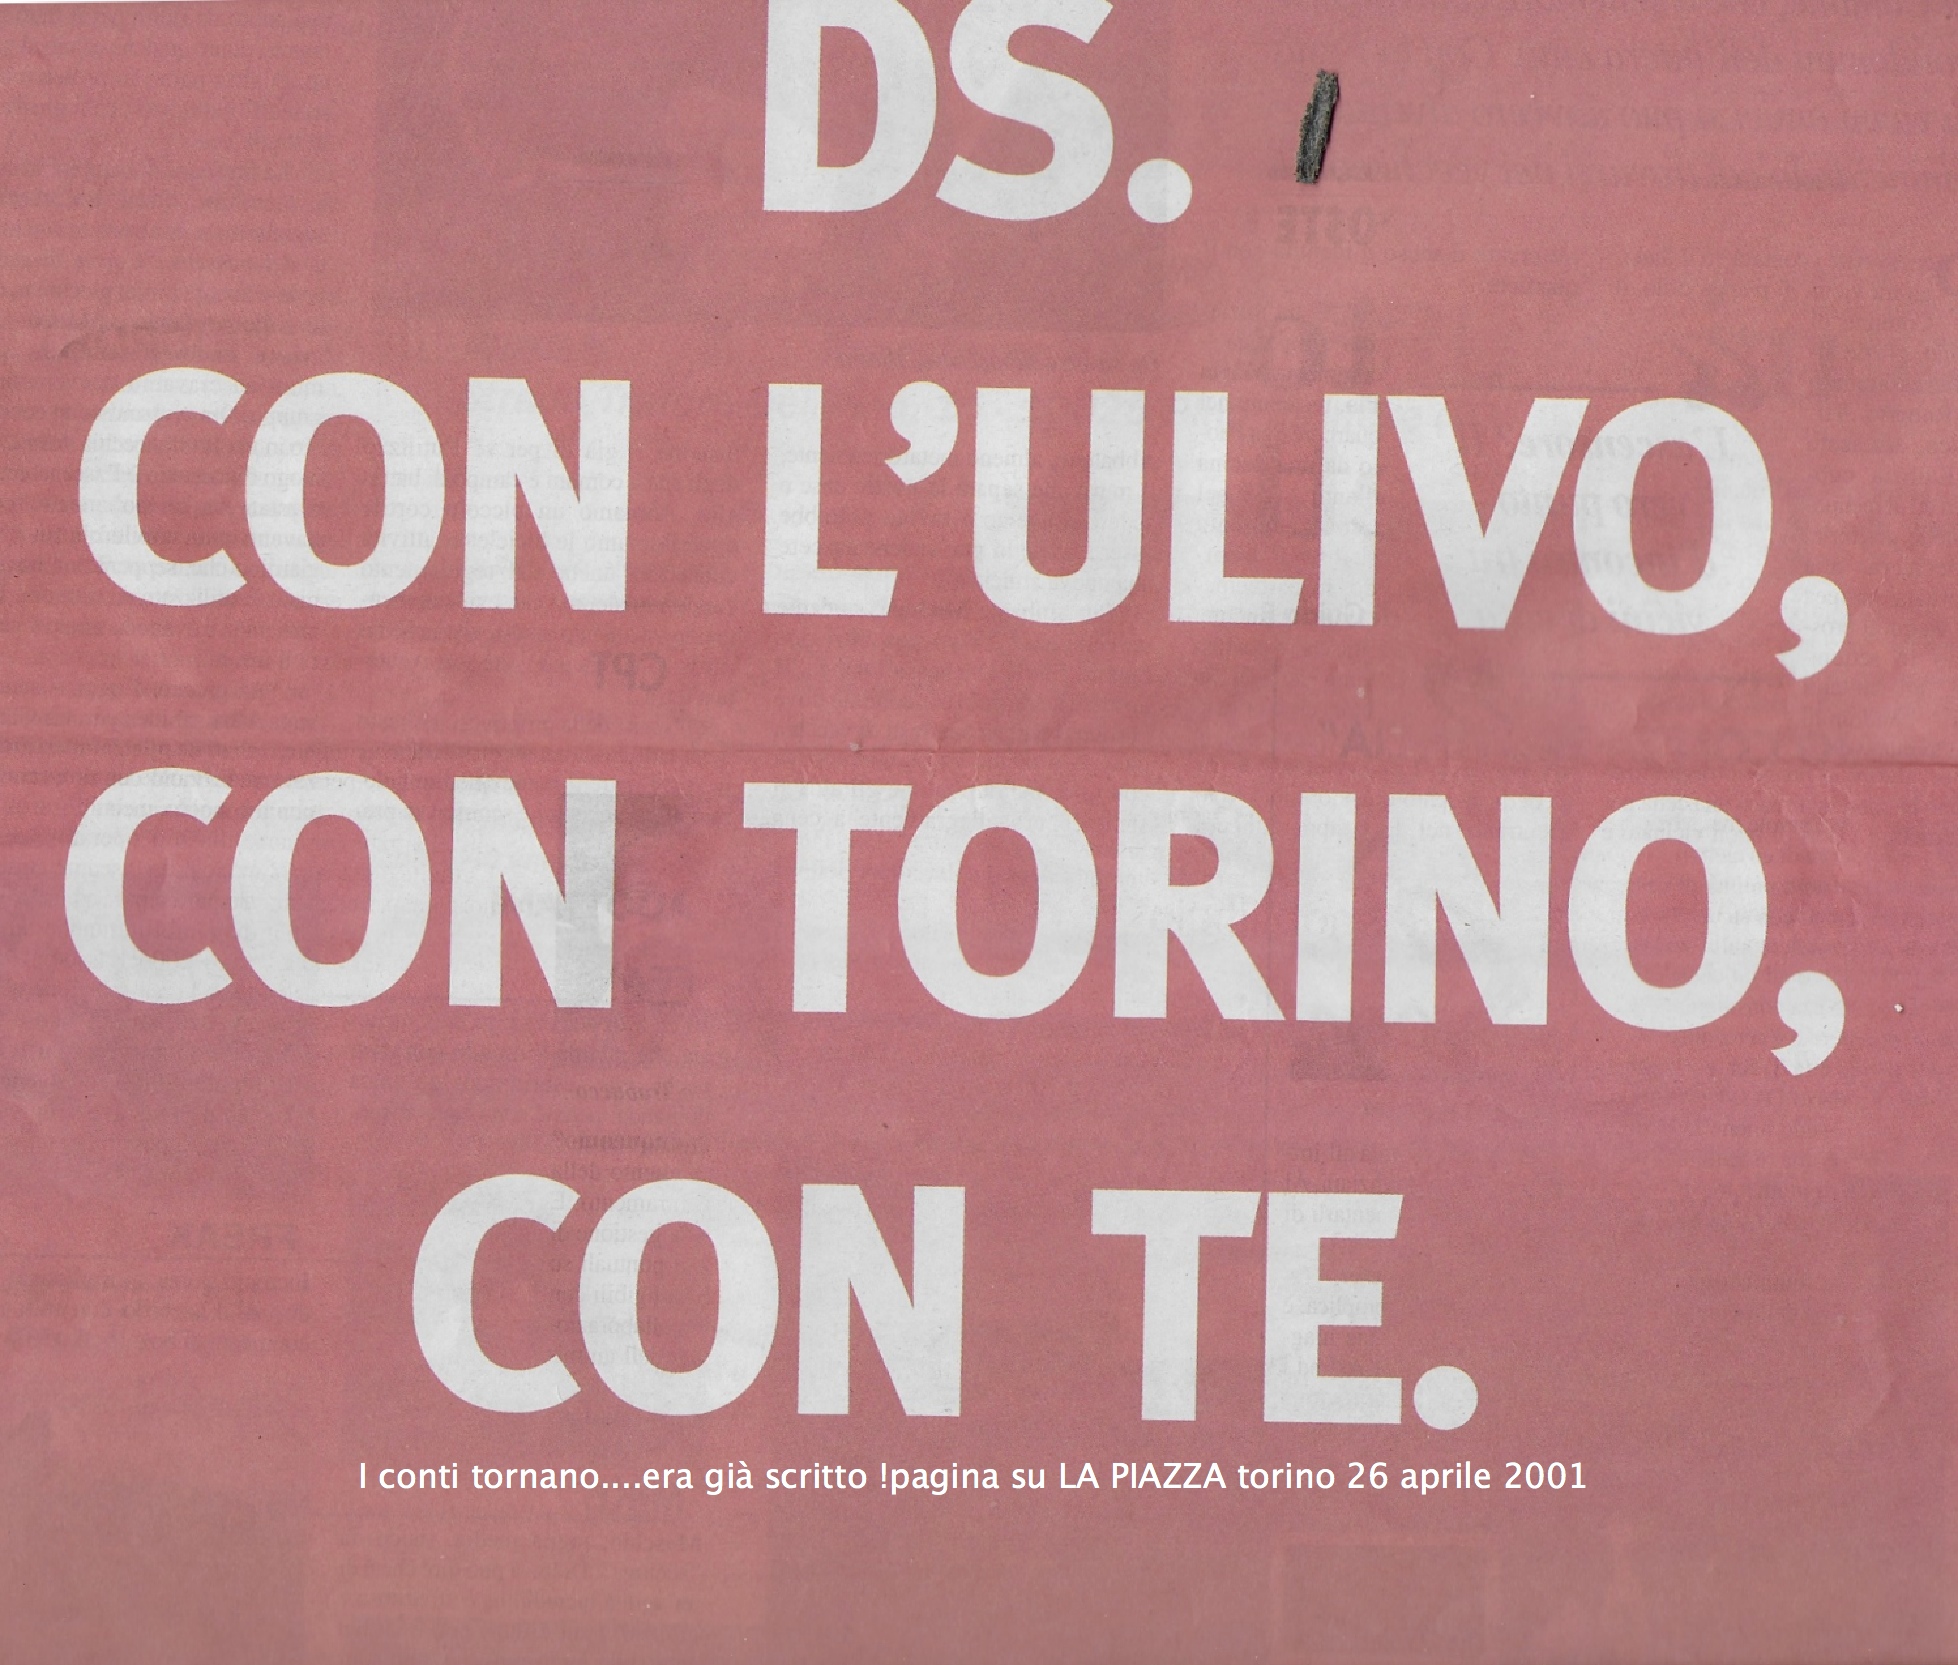 DS.
CON L'ULIVO,
CON TORINO,
CON TE.
I conti tornano....era già scritto !pagina su LA PIAZZA torino 26 aprile 2001